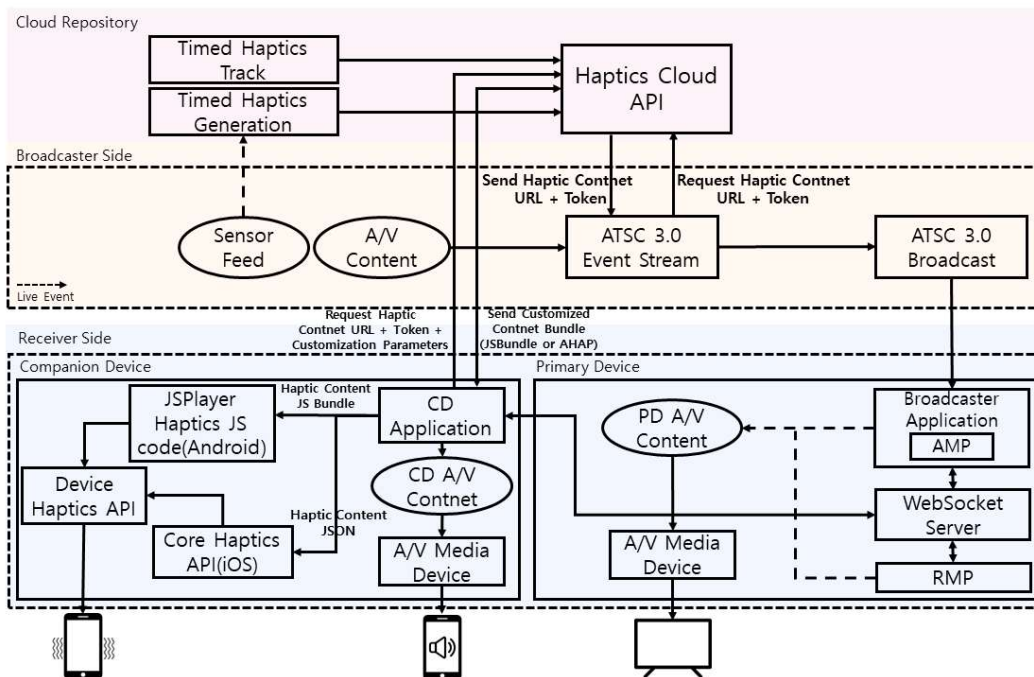 Cloud Repository
Timed Haptics
Track
Timed Haptics
Generation
Haptics Cloud
API
Broadcaster Side
Send Haptic Contnet
URL + Token
Request Haptic Contnet
URL + Token
Sensor
Feed
A/V
Content
ATSC 3.0
Event Stream
ATSC 3.0
Broadcast
Live Event
Request Haptic
Contnet URL + Token +
Customization Parameters
Send Customized
Contnet Bundle
(JSBundle or AHAP)
Receiver Side
Companion Device
Primary Device
JSPlayer
Haptics JS
code(Android)
Haptic Content
JS Bundle
CD
Application
PD A/V
Content
Broadcaster
Application
AMP
Device
Haptics API
CD A/V
Contnet
WebSocket
Server
Haptic Content
JSON
Core Haptics
API(iOS)
A/V Media
Device
A/V Media
Device
RMP